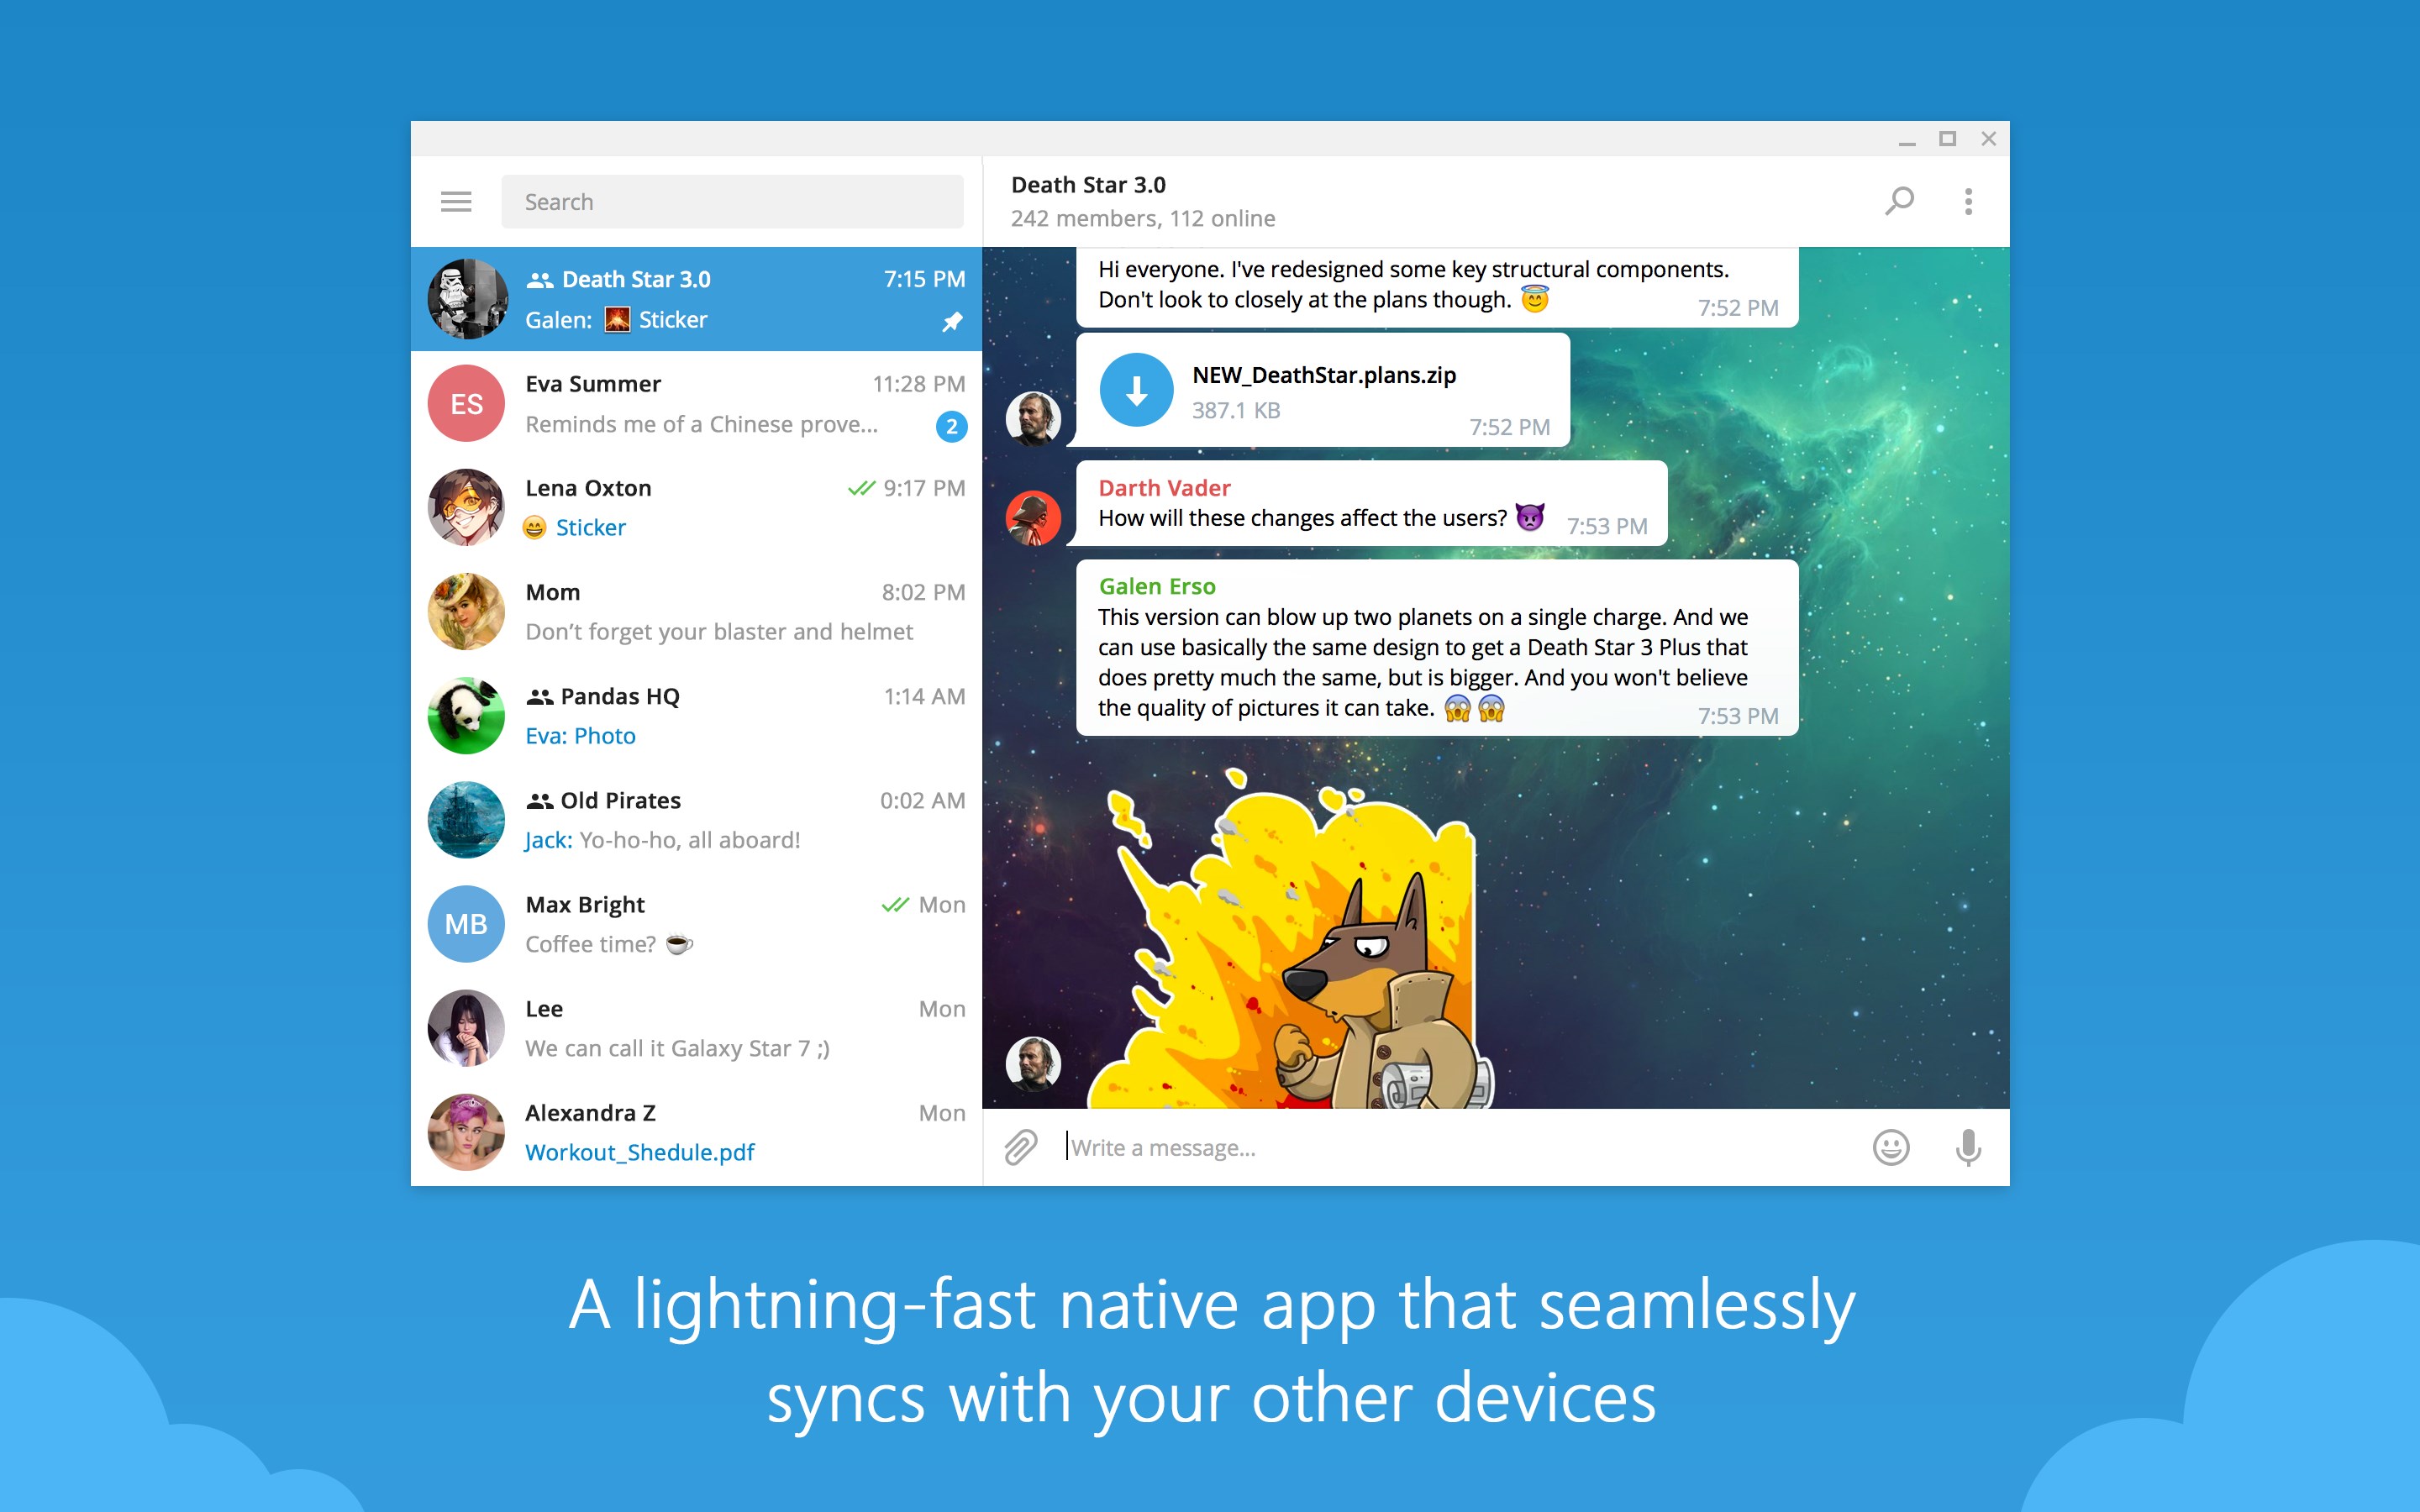 Search
Death Star 3.0
242 members, 112 online
Death Star 3.0
7:15 PM
Galen: 🌋 Sticker
ES
Eva Summer
11:28 PM
Reminds me of a Chinese prove...
2
Lena Oxton
9:17 PM
😄 Sticker
Mom
8:02 PM
Don’t forget your blaster and helmet
Pandas HQ
1:14 AM
Eva: Photo
Old Pirates
0:02 AM
Jack: Yo-ho-ho, all aboard!
MB
Max Bright
Mon
Coffee time? ☕
Lee
Mon
We can call it Galaxy Star 7 ;)
Alexandra Z
Mon
Workout_Shedule.pdf
Hi everyone. I've redesigned some key structural components.
Don't look to closely at the plans though. 😇
7:52 PM
NEW_DeathStar.plans.zip
387.1 KB
7:52 PM
Darth Vader
How will these changes affect the users? 😈
7:53 PM
Galen Erso
This version can blow up two planets on a single charge. And we
can use basically the same design to get a Death Star 3 Plus that
does pretty much the same, but is bigger. And you won't believe
the quality of pictures it can take. 😱 😱
7:53 PM
Write a message...
A lightning-fast native app that seamlessly
syncs with your other devices